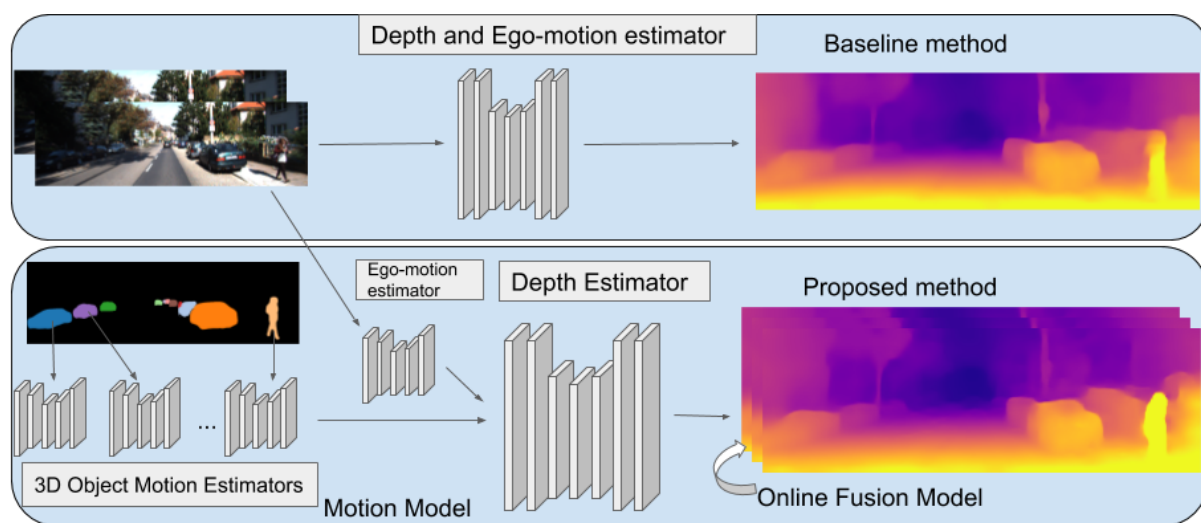 Depth and Ego-motion estimator
Baseline method
Ego-motion
estimator
Depth Estimator
Proposed method
...
3D Object Motion Estimators
Motion Model
Online Fusion Model